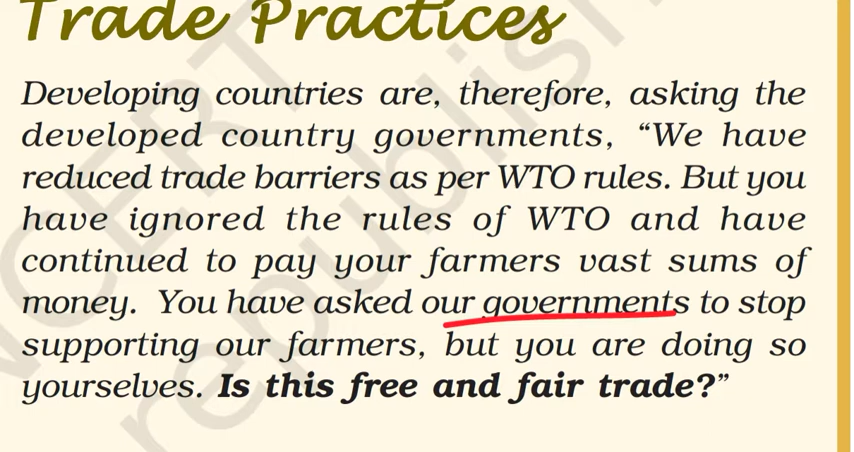 Trade Practices
Developing countries are, therefore, asking the
developed country governments, “We have
reduced trade barriers as per WTO rules. But you
have ignored the rules of WTO and have
continued to pay your farmers vast sums of
money. You have asked our governments to stop
supporting our farmers, but you are doing so
yourselves. Is this free and fair trade?”
NCERT
republish